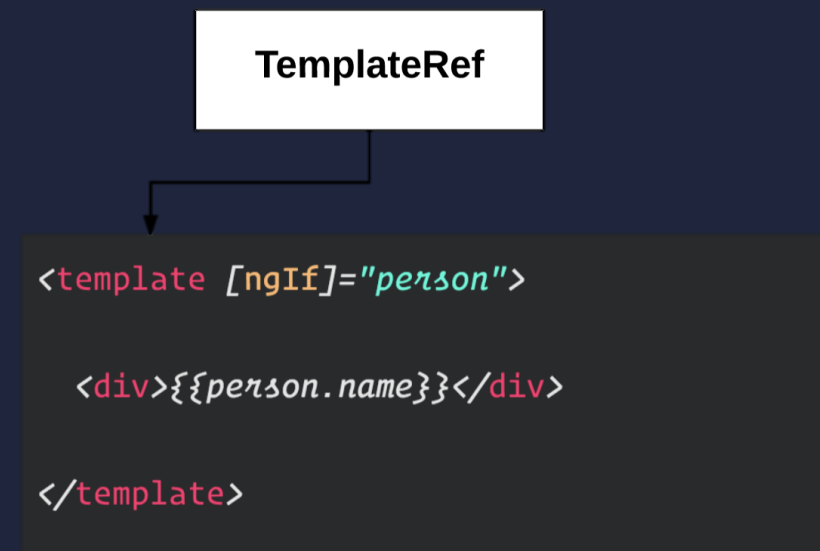 TemplateRef
<template [ngIf]="person">
<div>{{person.name}}</div>
</template>